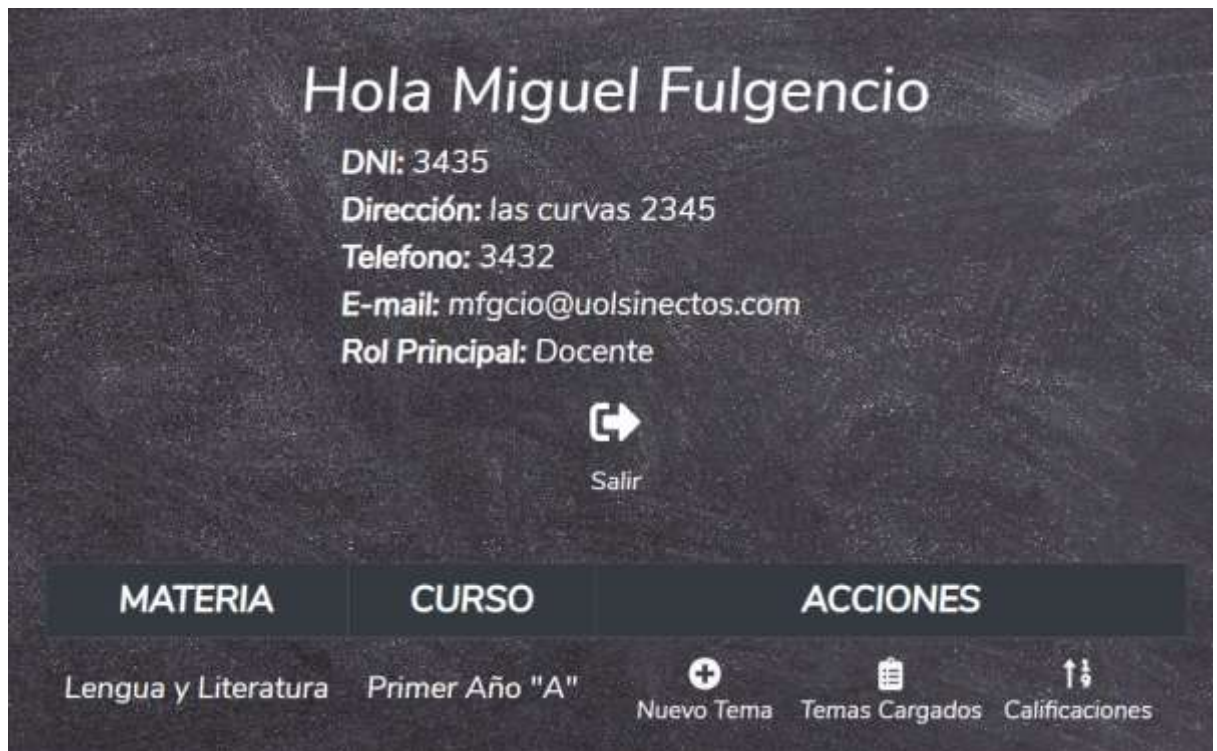 Hola Miguel Fulgencio
DNI: 3435
Dirección: las curvas 2345
Telefono: 3432
E-mail: mfgcio@uolsinectos.com
Rol Principal: Docente
Salir
MATERIA CURSO ACCIONES
Lengua y Literatura Primer Año "A" Nuevo Tema Temas Cargados Calificaciones